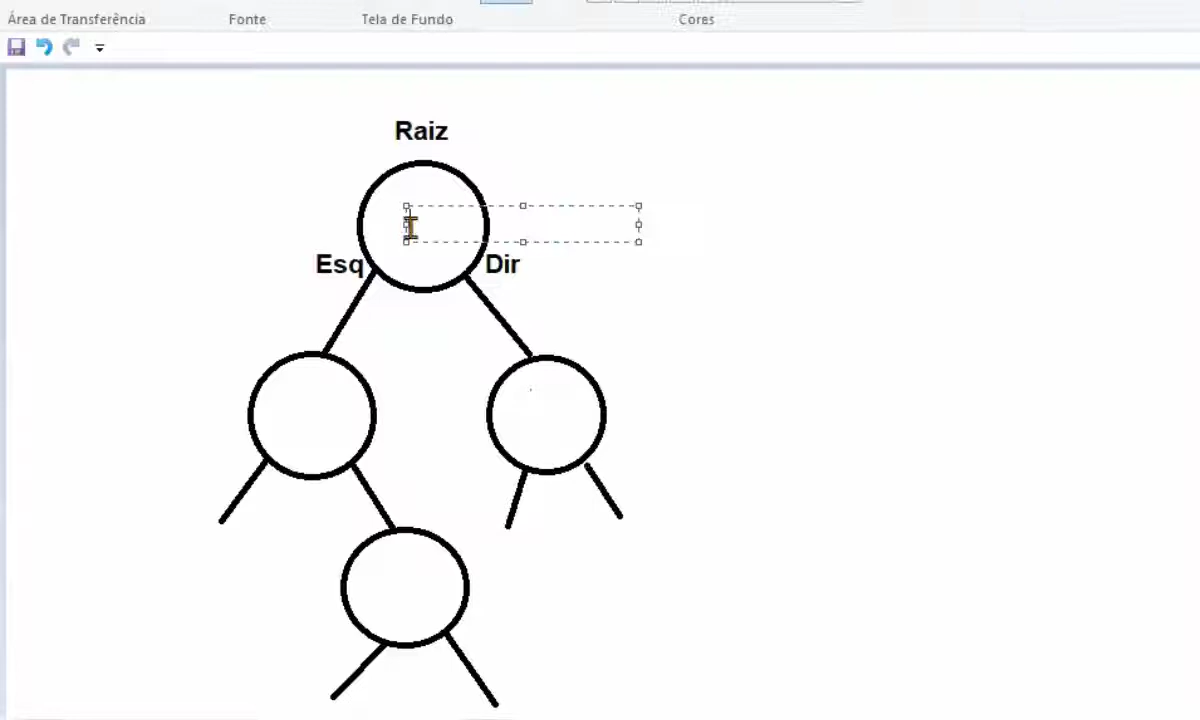 Área de Transferência Fonte Tela de Fundo Cores
Raiz
Esq Dir